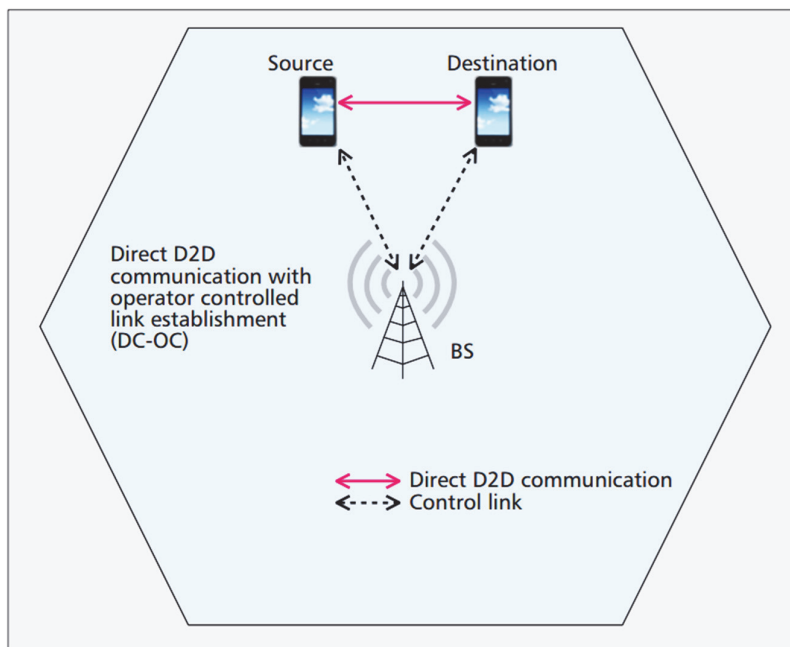 Source
Destination
Direct D2D
communication with
operator controlled
link establishment
(DC-OC)
BS
Direct D2D communication
Control link